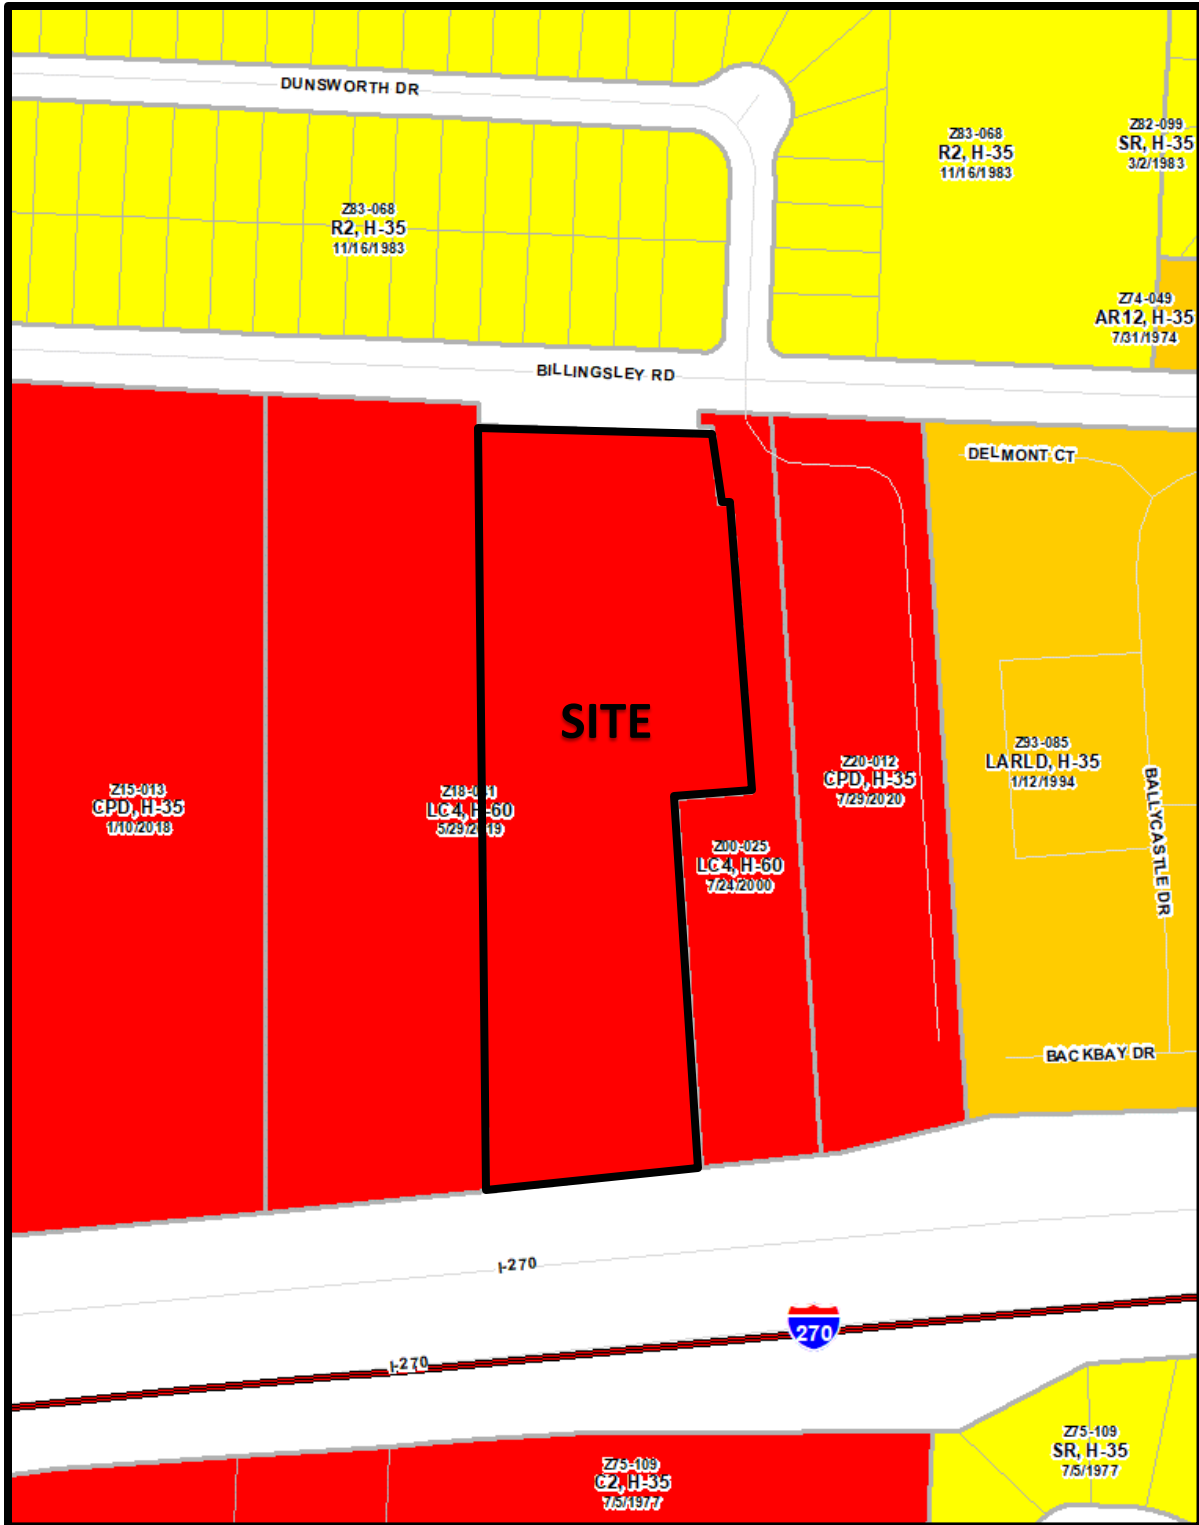 DUNSWORTH DR
Z83-068
R2, H-35
11/16/1983
Z82-099
SR, H-35
3/2/1983
Z83-068
R2, H-35
11/16/1983
Z74-049
AR12, H-35
7/31/1974
BILLINGSLEY RD
DELMONT CT
SITE
Z15-013
CPD, H-35
1/10/2018
LC4, H-60
5/29/2019
Z20-012
CPD, H-35
7/29/2020
Z93-085
LARLD, H-35
1/12/1994
BALLYCASTLE DR
Z00-025
LC4, H-60
7/24/2000
BACKBAY DR
I-270
270
I-270
Z75-109
SR, H-35
7/5/1977
Z75-109
C2, H-35
7/5/1977